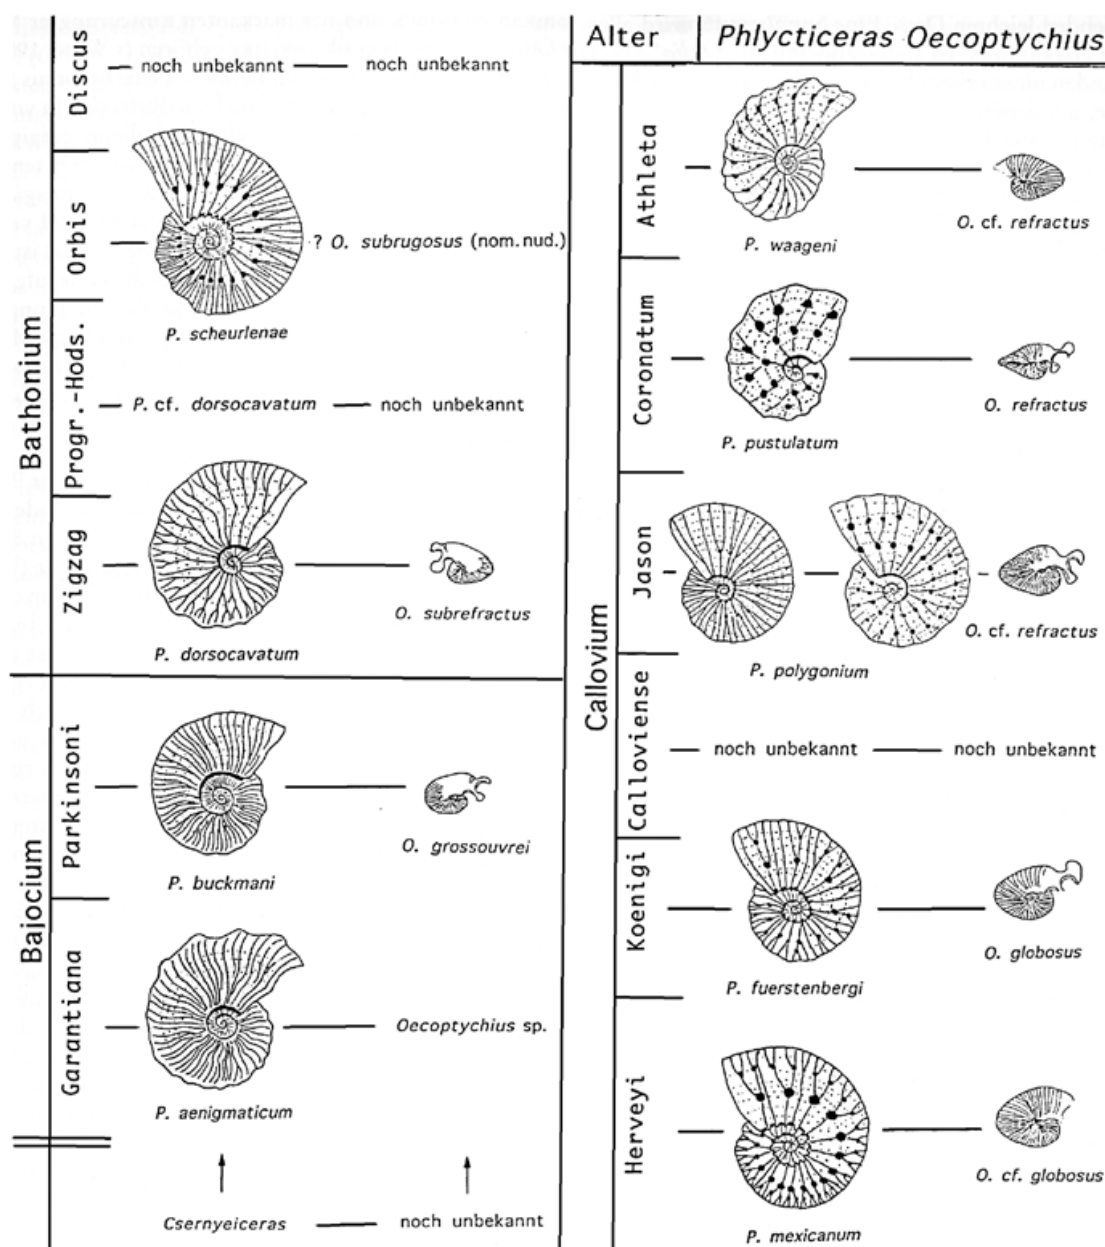 Discus
noch unbekannt — noch unbekannt
Orbis
? O. subrugosus (nom. nud.)
P. scheurlenae
Bathonium
Progr.-Hods.
P. cf. dorsocavatum — noch unbekannt
Zigzag
O. subrefractus
P. dorsocavatum
Bajocium
Parkinsoni
O. grossouvrei
P. buckmani
Garantiana
Oecoptychius sp.
P. aenigmaticum
Csernyeiceras — noch unbekannt
Alter Phlycticeras Oecoptychius
Callovium
Athleta
O. cf. refractus
P. waageni
Coronatum
O. refractus
P. pustulatum
Jason
O. cf. refractus
P. polygonium
Calloviense
noch unbekannt — noch unbekannt
Koenigi
O. globosus
P. fuerstenbergi
Herveyi
O. cf. globosus
P. mexicanum